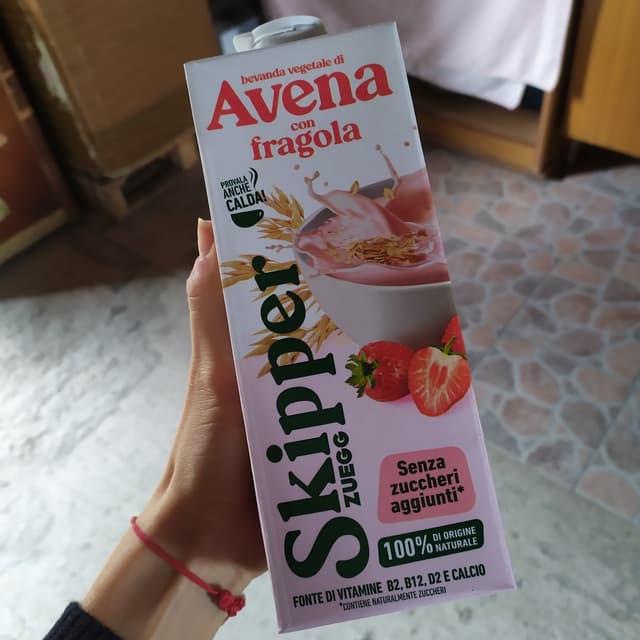 bevanda vegetale di
Avena
con
fragola
PROVALA
ANCHE
CALDA!
Skipper
ZUEGG
Senza
zuccheri
aggiunti*
100% DI ORIGINE
NATURALE
FONTE DI VITAMINE B2, B12, D2 E CALCIO
*CONTIENE NATURALMENTE ZUCCHERI